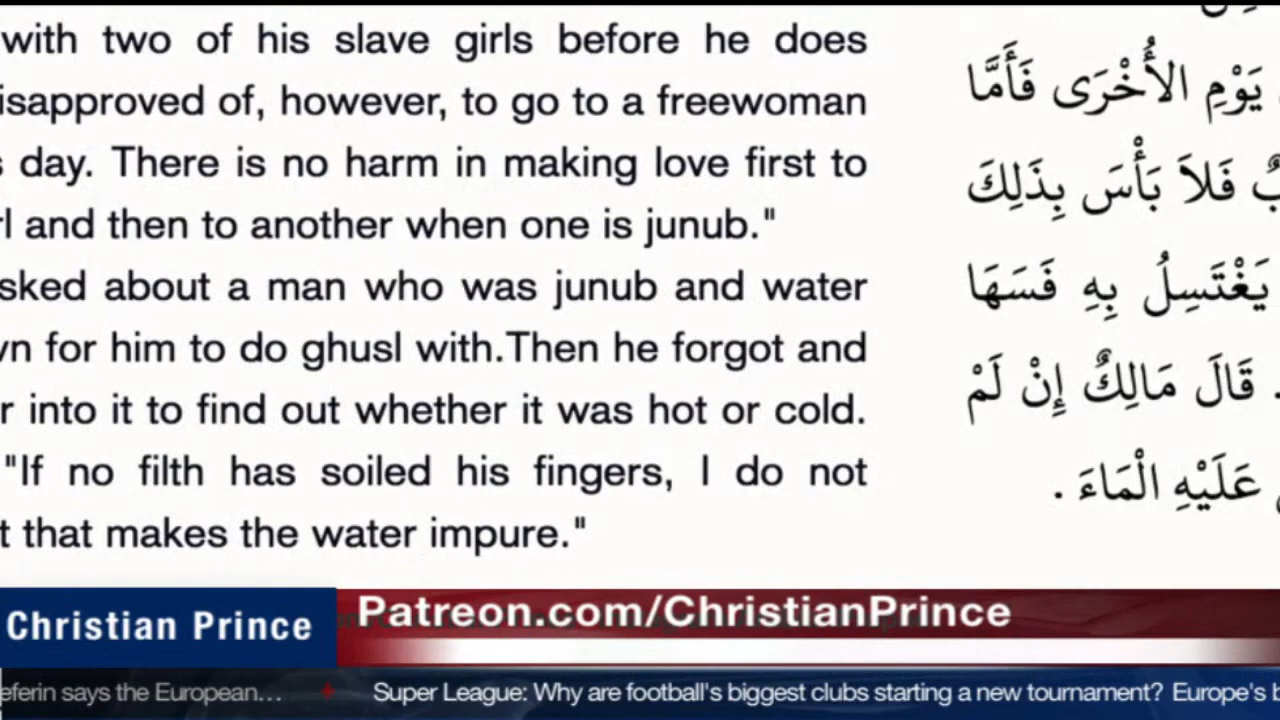 with two of his slave girls before he does
isapproved of, however, to go to a freewoman
s day. There is no harm in making love first to
rl and then to another when one is junub."
sked about a man who was junub and water
wn for him to do ghusl with.Then he forgot and
r into it to find out whether it was hot or cold.
"If no filth has soiled his fingers, I do not
t that makes the water impure."
يَوْمِ الأُخْرَى فَأَمَّا
فَلاَ بَأْسَ بِذَلِكَ
يَغْتَسِلُ بِهِ فَسَهَا
. قَالَ مَالِكٌ إِنْ لَمْ
عَلَيْهِ الْمَاءَ .
Christian Prince
Patreon.com/ChristianPrince
eferin says the European... Super League: Why are football's biggest clubs starting a new tournament? Europe's b